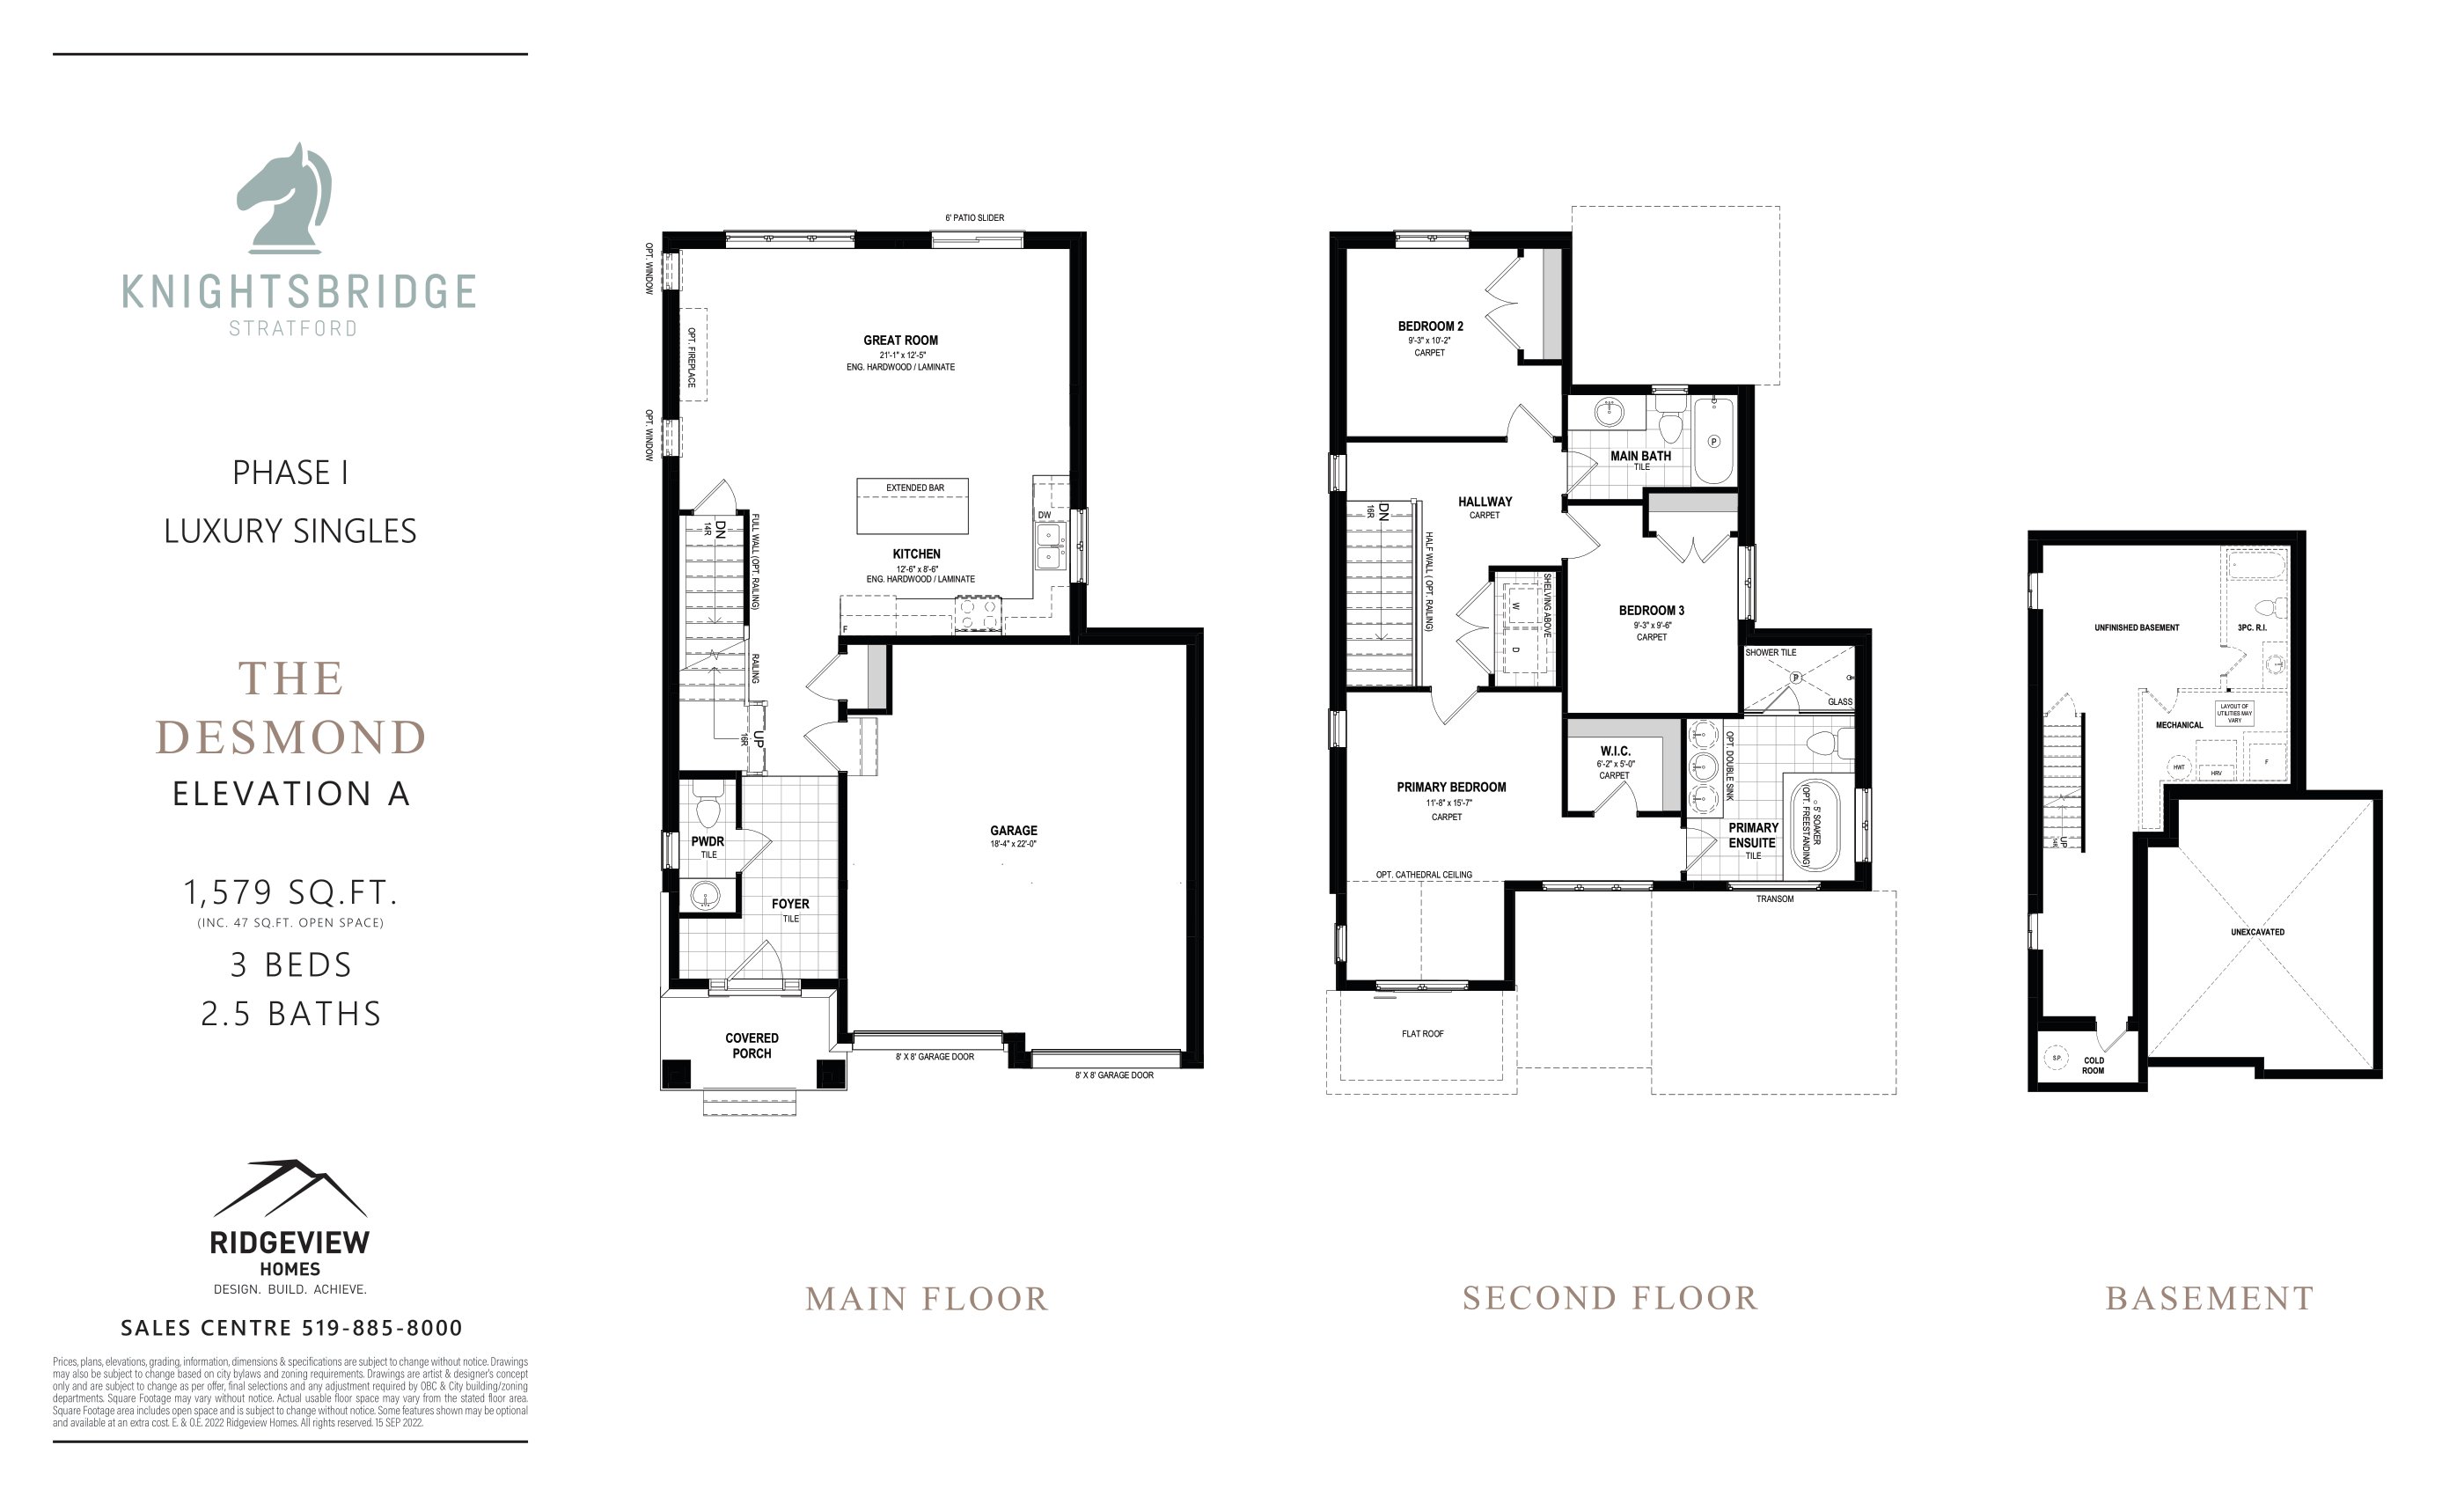 KNIGHTSBRIDGE
STRATFORD
PHASE I
LUXURY SINGLES
THE
DESMOND
ELEVATION A
1,579 SQ.FT.
(INC. 47 SQ.FT. OPEN SPACE)
3 BEDS
2.5 BATHS
RIDGEVIEW
HOMES
DESIGN. BUILD. ACHIEVE.
SALES CENTRE 519-885-8000
Prices, plans, elevations, grading, information, dimensions & specifications are subject to change without notice. Drawings
may also be subject to change based on city bylaws and zoning requirements. Drawings are artist & designer's concept
only and are subject to change as per offer, final selections and any adjustment required by OBC & City building/zoning
departments. Square Footage may vary without notice. Actual usable floor space may vary from the stated floor area.
Square Footage area includes open space and is subject to change without notice. Some features shown may be optional
and available at an extra cost. E. & O.E. 2022 Ridgeview Homes. All rights reserved. 15 SEP 2022.
6' PATIO SLIDER
OPT. WINDOW
OPT. FIREPLACE
OPT. WINDOW
GREAT ROOM
21'-1" x 12'-5"
ENG. HARDWOOD / LAMINATE
EXTENDED BAR
DW
KITCHEN
12'-6" x 8'-6"
ENG. HARDWOOD / LAMINATE
F
DN
14R
FULL WALL (OPT. RAILING)
RAILING
UP
16R
PWDR
TILE
FOYER
TILE
GARAGE
18'-4" x 22'-0"
COVERED
PORCH
8' X 8' GARAGE DOOR
8' X 8' GARAGE DOOR
MAIN FLOOR
BEDROOM 2
9'-3" x 10'-2"
CARPET
MAIN BATH
TILE
P
HALLWAY
CARPET
DN
16R
HALF WALL ( OPT. RAILING)
SHELVING ABOVE
W
D
BEDROOM 3
9'-3" x 9'-6"
CARPET
SHOWER TILE
P
GLASS
W.I.C.
6'-2" x 5'-0"
CARPET
OPT. DOUBLE SINK
PRIMARY BEDROOM
11'-8" x 15'-7"
CARPET
PRIMARY
ENSUITE
TILE
5' SOAKER
(OPT. FREESTANDING)
OPT. CATHEDRAL CEILING
TRANSOM
FLAT ROOF
SECOND FLOOR
UNFINISHED BASEMENT
3PC. R.I.
LAYOUT OF
UTILITIES MAY
VARY
MECHANICAL
HWT
HRV
F
UP
14R
UNEXCAVATED
S.P.
COLD
ROOM
BASEMENT